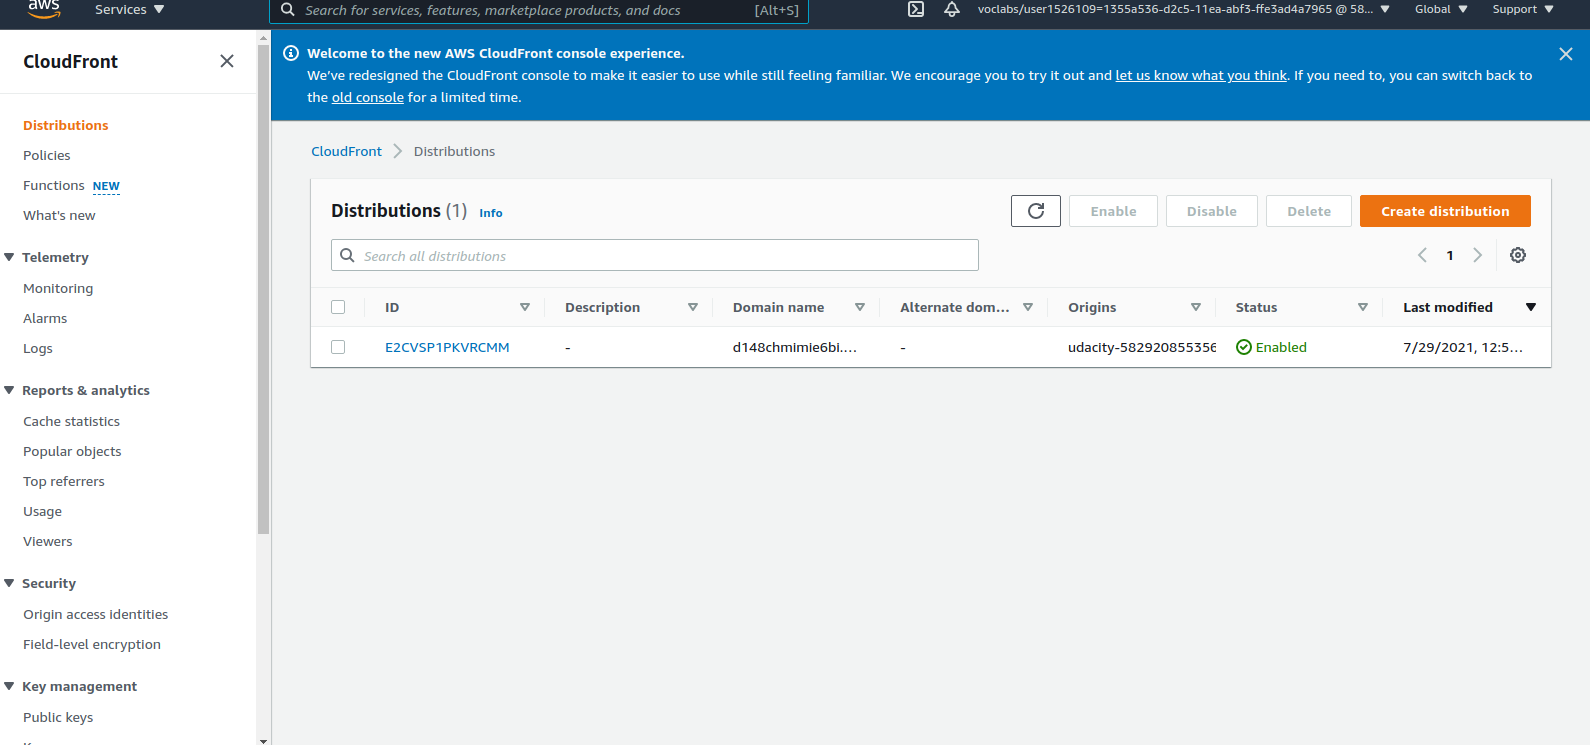 aws
Services
Search for services, features, marketplace products, and docs
[Alt+S]
voclabs/user1526109=1355a536-d2c5-11ea-abf3-ffe3ad4a7965 @ 58...
Global
Support
CloudFront
Distributions
Policies
Functions NEW
What's new
Telemetry
Monitoring
Alarms
Logs
Reports & analytics
Cache statistics
Popular objects
Top referrers
Usage
Viewers
Security
Origin access identities
Field-level encryption
Key management
Public keys
Welcome to the new AWS CloudFront console experience.
We've redesigned the CloudFront console to make it easier to use while still feeling familiar. We encourage you to try it out and let us know what you think. If you need to, you can switch back to
the old console for a limited time.
CloudFront Distributions
Distributions (1) Info
Enable
Disable
Delete
Create distribution
Search all distributions
1
ID Description Domain name Alternate dom... Origins Status Last modified
E2CVSP1PKVRCMM - d148chmimie6bi.... - udacity-582920855356 Enabled 7/29/2021, 12:5...